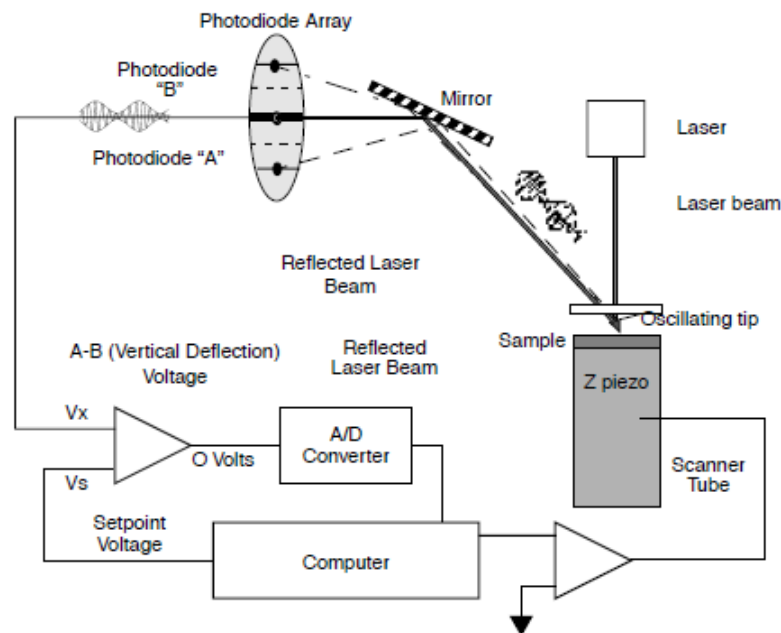 Photodiode Array
Photodiode
“B”
Mirror
Laser
Photodiode “A”
Laser beam
Reflected Laser
Beam
Oscillating tip
Sample
A-B (Vertical Deflection)
Voltage
Reflected
Laser Beam
Z piezo
Vx
A/D
Converter
O Volts
Vs
Scanner
Tube
Setpoint
Voltage
Computer